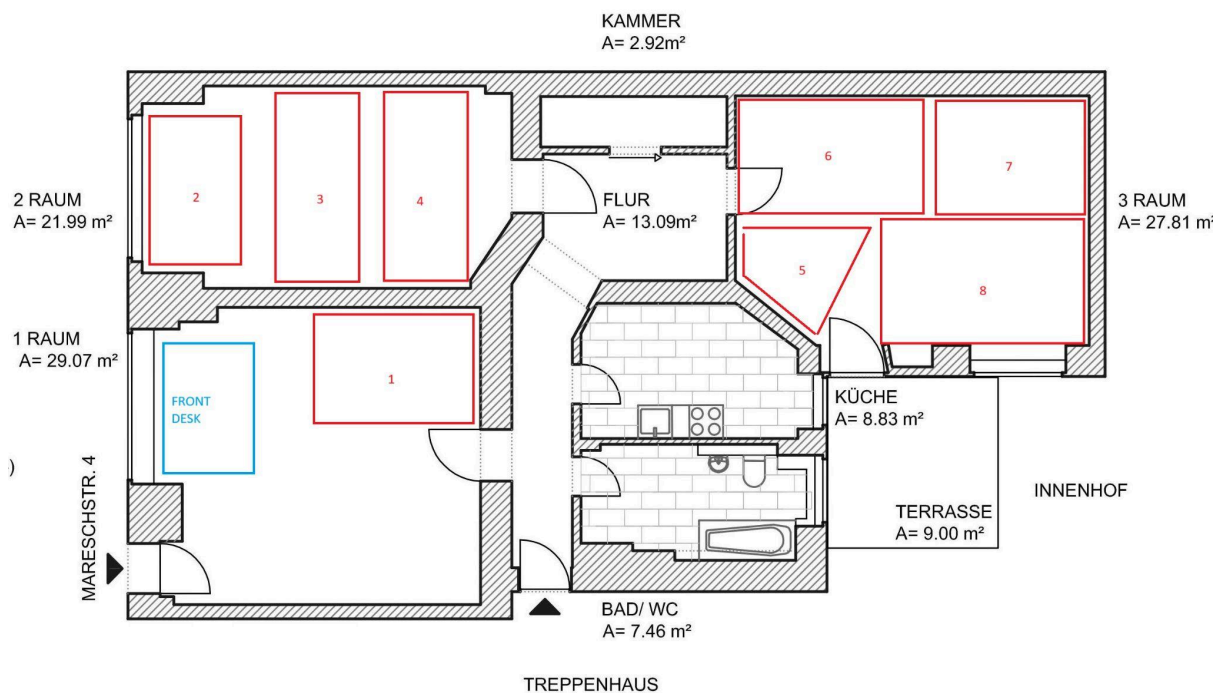 KAMMER
A= 2.92m²
2 RAUM
A= 21.99 m²
2
3
4
FLUR
A= 13.09m²
6
7
3 RAUM
A= 27.81 m²
5
8
1 RAUM
A= 29.07 m²
FRONT
DESK
1
KÜCHE
A= 8.83 m²
)
MARESCHSTR. 4
TERRASSE
A= 9.00 m²
INNENHOF
BAD/ WC
A= 7.46 m²
TREPPENHAUS